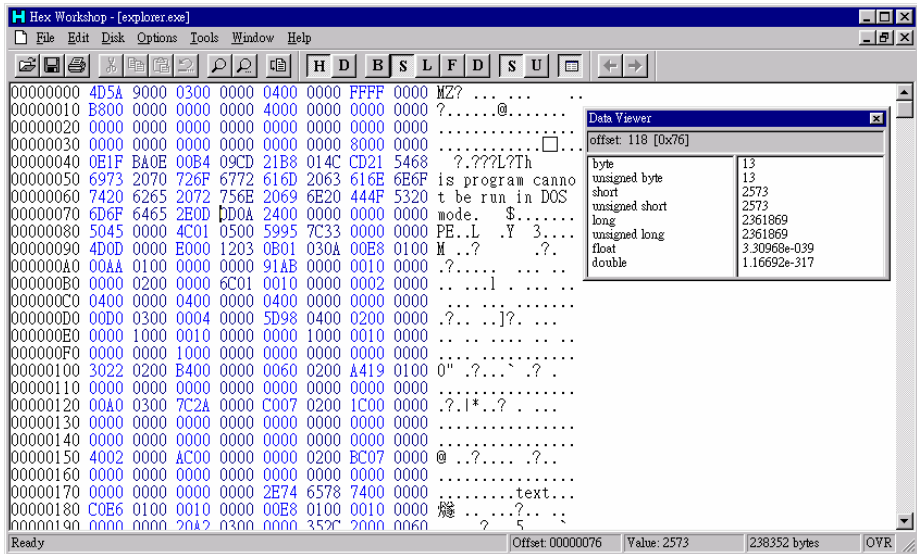 Hex Workshop - [explorer.exe]
File Edit Disk Options Tools Window Help
H D B S L F D S U
00000000 4D5A 9000 0300 0000 0400 0000 FFFF 0000 MZ? ... ... ..
00000010 B800 0000 0000 0000 4000 0000 0000 0000 ?.......@.......
00000020 0000 0000 0000 0000 0000 0000 0000 0000 ................
00000030 0000 0000 0000 0000 0000 0000 8000 0000 ............□...
00000040 0E1F BA0E 00B4 09CD 21B8 014C CD21 5468 ?.???L?Th
00000050 6973 2070 726F 6772 616D 2063 616E 6E6F is program canno
00000060 7420 6265 2072 756E 2069 6E20 444F 5320 t be run in DOS
00000070 6D6F 6465 2E0D 0D0A 2400 0000 0000 0000 mode. $.......
00000080 5045 0000 4C01 0500 5995 7C33 0000 0000 PE..L .Y 3....
00000090 4D0D 0000 E000 1203 0B01 030A 00E8 0100 M ..? .?.
000000A0 00AA 0100 0000 0000 91AB 0000 0010 0000 .?..... ... ..
000000B0 0000 0200 0000 6C01 0010 0000 0002 0000 .. ...l . ... ..
000000C0 0400 0000 0400 0000 0400 0000 0000 0000 ... ... ........
000000D0 00D0 0300 0004 0000 5D98 0400 0200 0000 .?.. ..]?. ...
000000E0 0000 1000 0010 0000 0000 1000 0010 0000 .. .. .... .. ..
000000F0 0000 0000 1000 0000 0000 0000 0000 0000 .... ...........
00000100 3022 0200 B400 0000 0060 0200 A419 0100 0" .?...` .? .
00000110 0000 0000 0000 0000 0000 0000 0000 0000 ................
00000120 00A0 0300 7C2A 0000 C007 0200 1C00 0000 .?.|*..? . ...
00000130 0000 0000 0000 0000 0000 0000 0000 0000 ................
00000140 0000 0000 0000 0000 0000 0000 0000 0000 ................
00000150 4002 0000 AC00 0000 0000 0200 BC07 0000 @ ..?.... .?..
00000160 0000 0000 0000 0000 0000 0000 0000 0000 ................
00000170 0000 0000 0000 0000 2E74 6578 7400 0000 .........text...
00000180 C0E6 0100 0010 0000 00E8 0100 0010 0000 .. ...?.. ..
00000190 0000 0000 20A2 0300 0000 352C 2000 0060
Data Viewer
offset: 118 [0x76]
byte 13
unsigned byte 13
short 2573
unsigned short 2573
long 2361869
unsigned long 2361869
float 3.30968e-039
double 1.16692e-317
Ready Offset: 00000076 Value: 2573 238352 bytes OVR